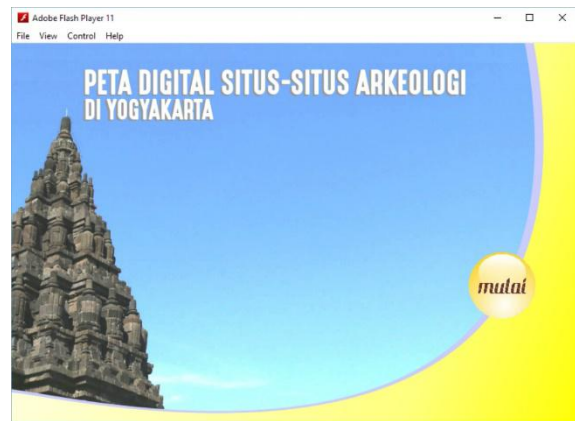 Adobe Flash Player 11
File View Control Help
PETA DIGITAL SITUS-SITUS ARKEOLOGI
DI YOGYAKARTA
mulai